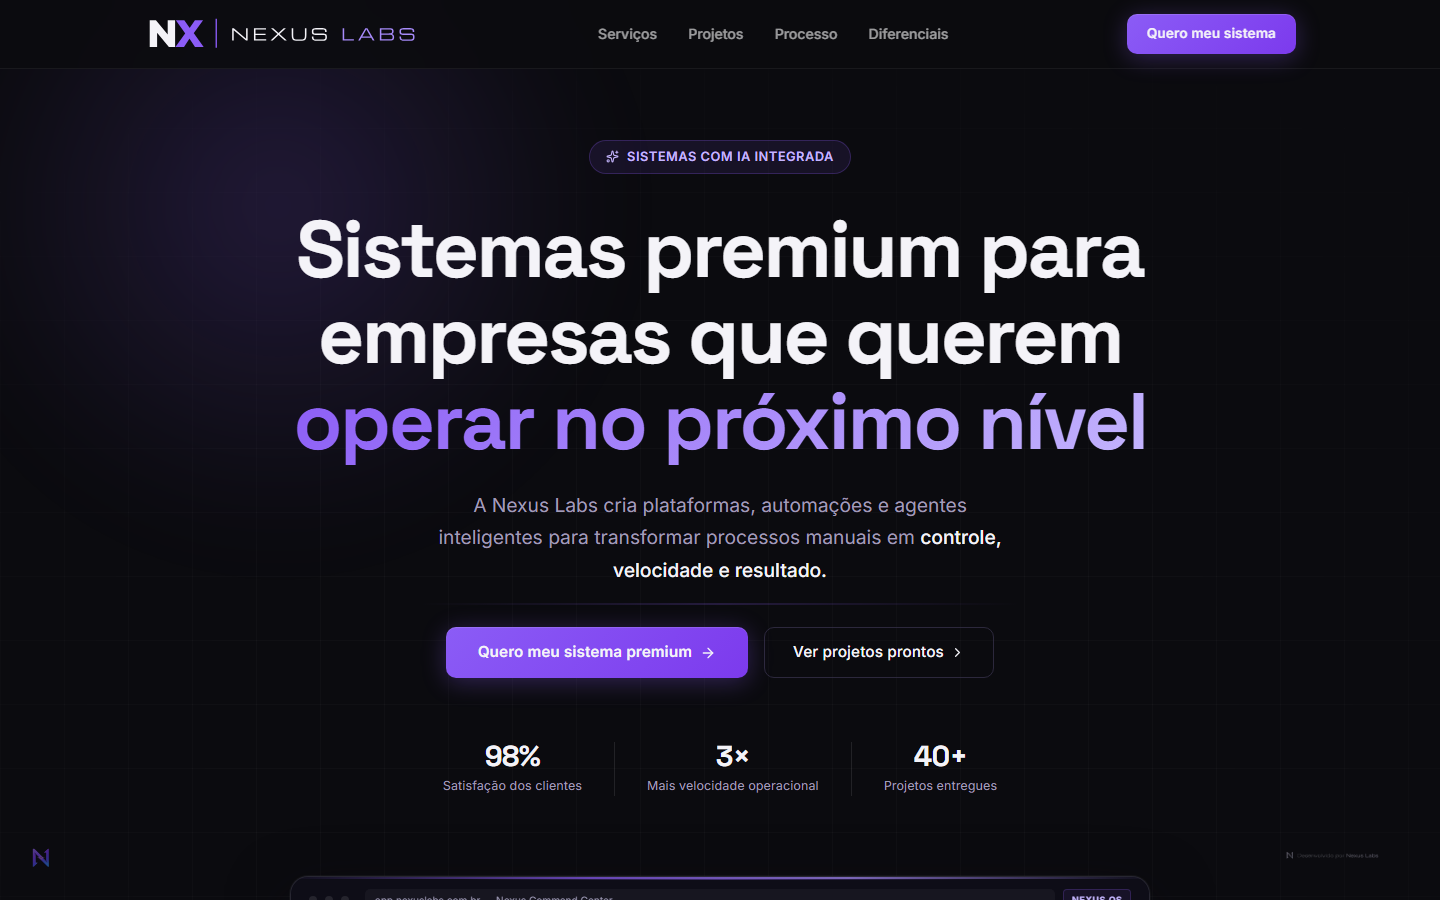 NX | NEXUS LABS
Serviços Projetos Processo Diferenciais
Quero meu sistema
SISTEMAS COM IA INTEGRADA
Sistemas premium para
empresas que querem
operar no próximo nível
A Nexus Labs cria plataformas, automações e agentes
inteligentes para transformar processos manuais em controle,
velocidade e resultado.
Quero meu sistema premium →
Ver projetos prontos >
98%
Satisfação dos clientes
3×
Mais velocidade operacional
40+
Projetos entregues
N
N Desenvolvido por Nexus Labs